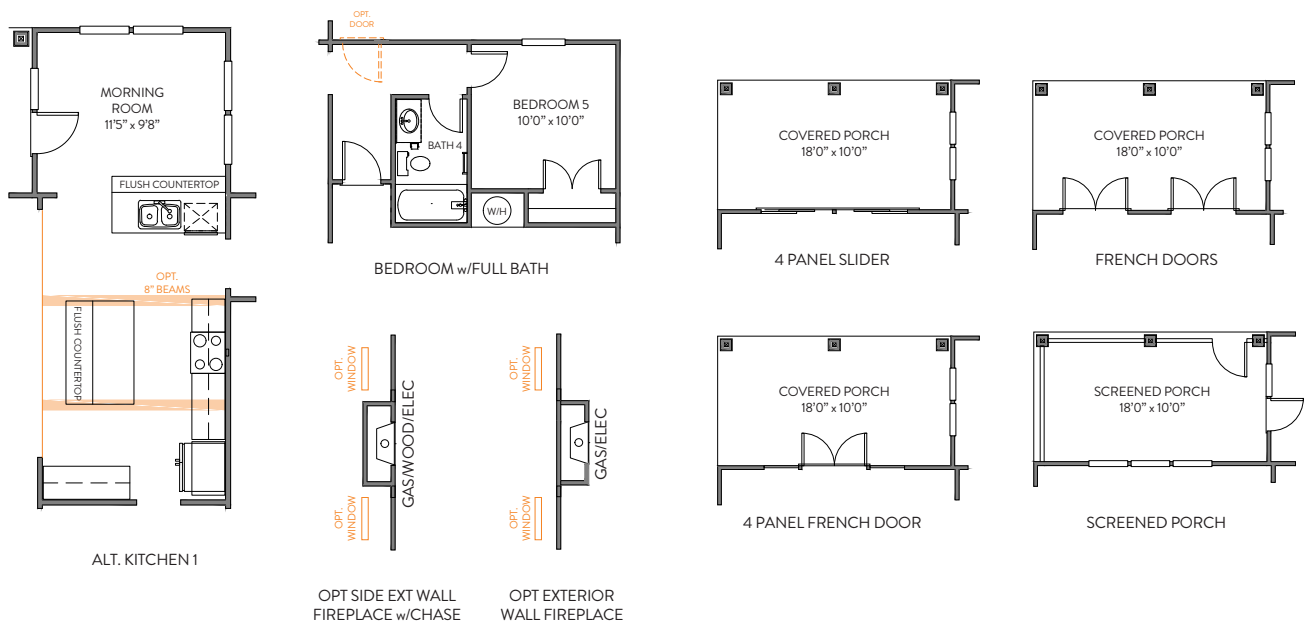 MORNING
ROOM
11'5" x 9'8"
FLUSH COUNTERTOP
OPT.
8" BEAMS
FLUSH COUNTERTOP
ALT. KITCHEN 1
OPT.
DOOR
BEDROOM 5
10'0" x 10'0"
BATH 4
W/H
BEDROOM w/FULL BATH
OPT.
WINDOW
GAS/WOOD/ELEC
OPT.
WINDOW
OPT SIDE EXT WALL
FIREPLACE w/CHASE
OPT.
WINDOW
GAS/ELEC
OPT.
WINDOW
OPT EXTERIOR
WALL FIREPLACE
COVERED PORCH
18'0" x 10'0"
4 PANEL SLIDER
COVERED PORCH
18'0" x 10'0"
FRENCH DOORS
COVERED PORCH
18'0" x 10'0"
4 PANEL FRENCH DOOR
SCREENED PORCH
18'0" x 10'0"
SCREENED PORCH